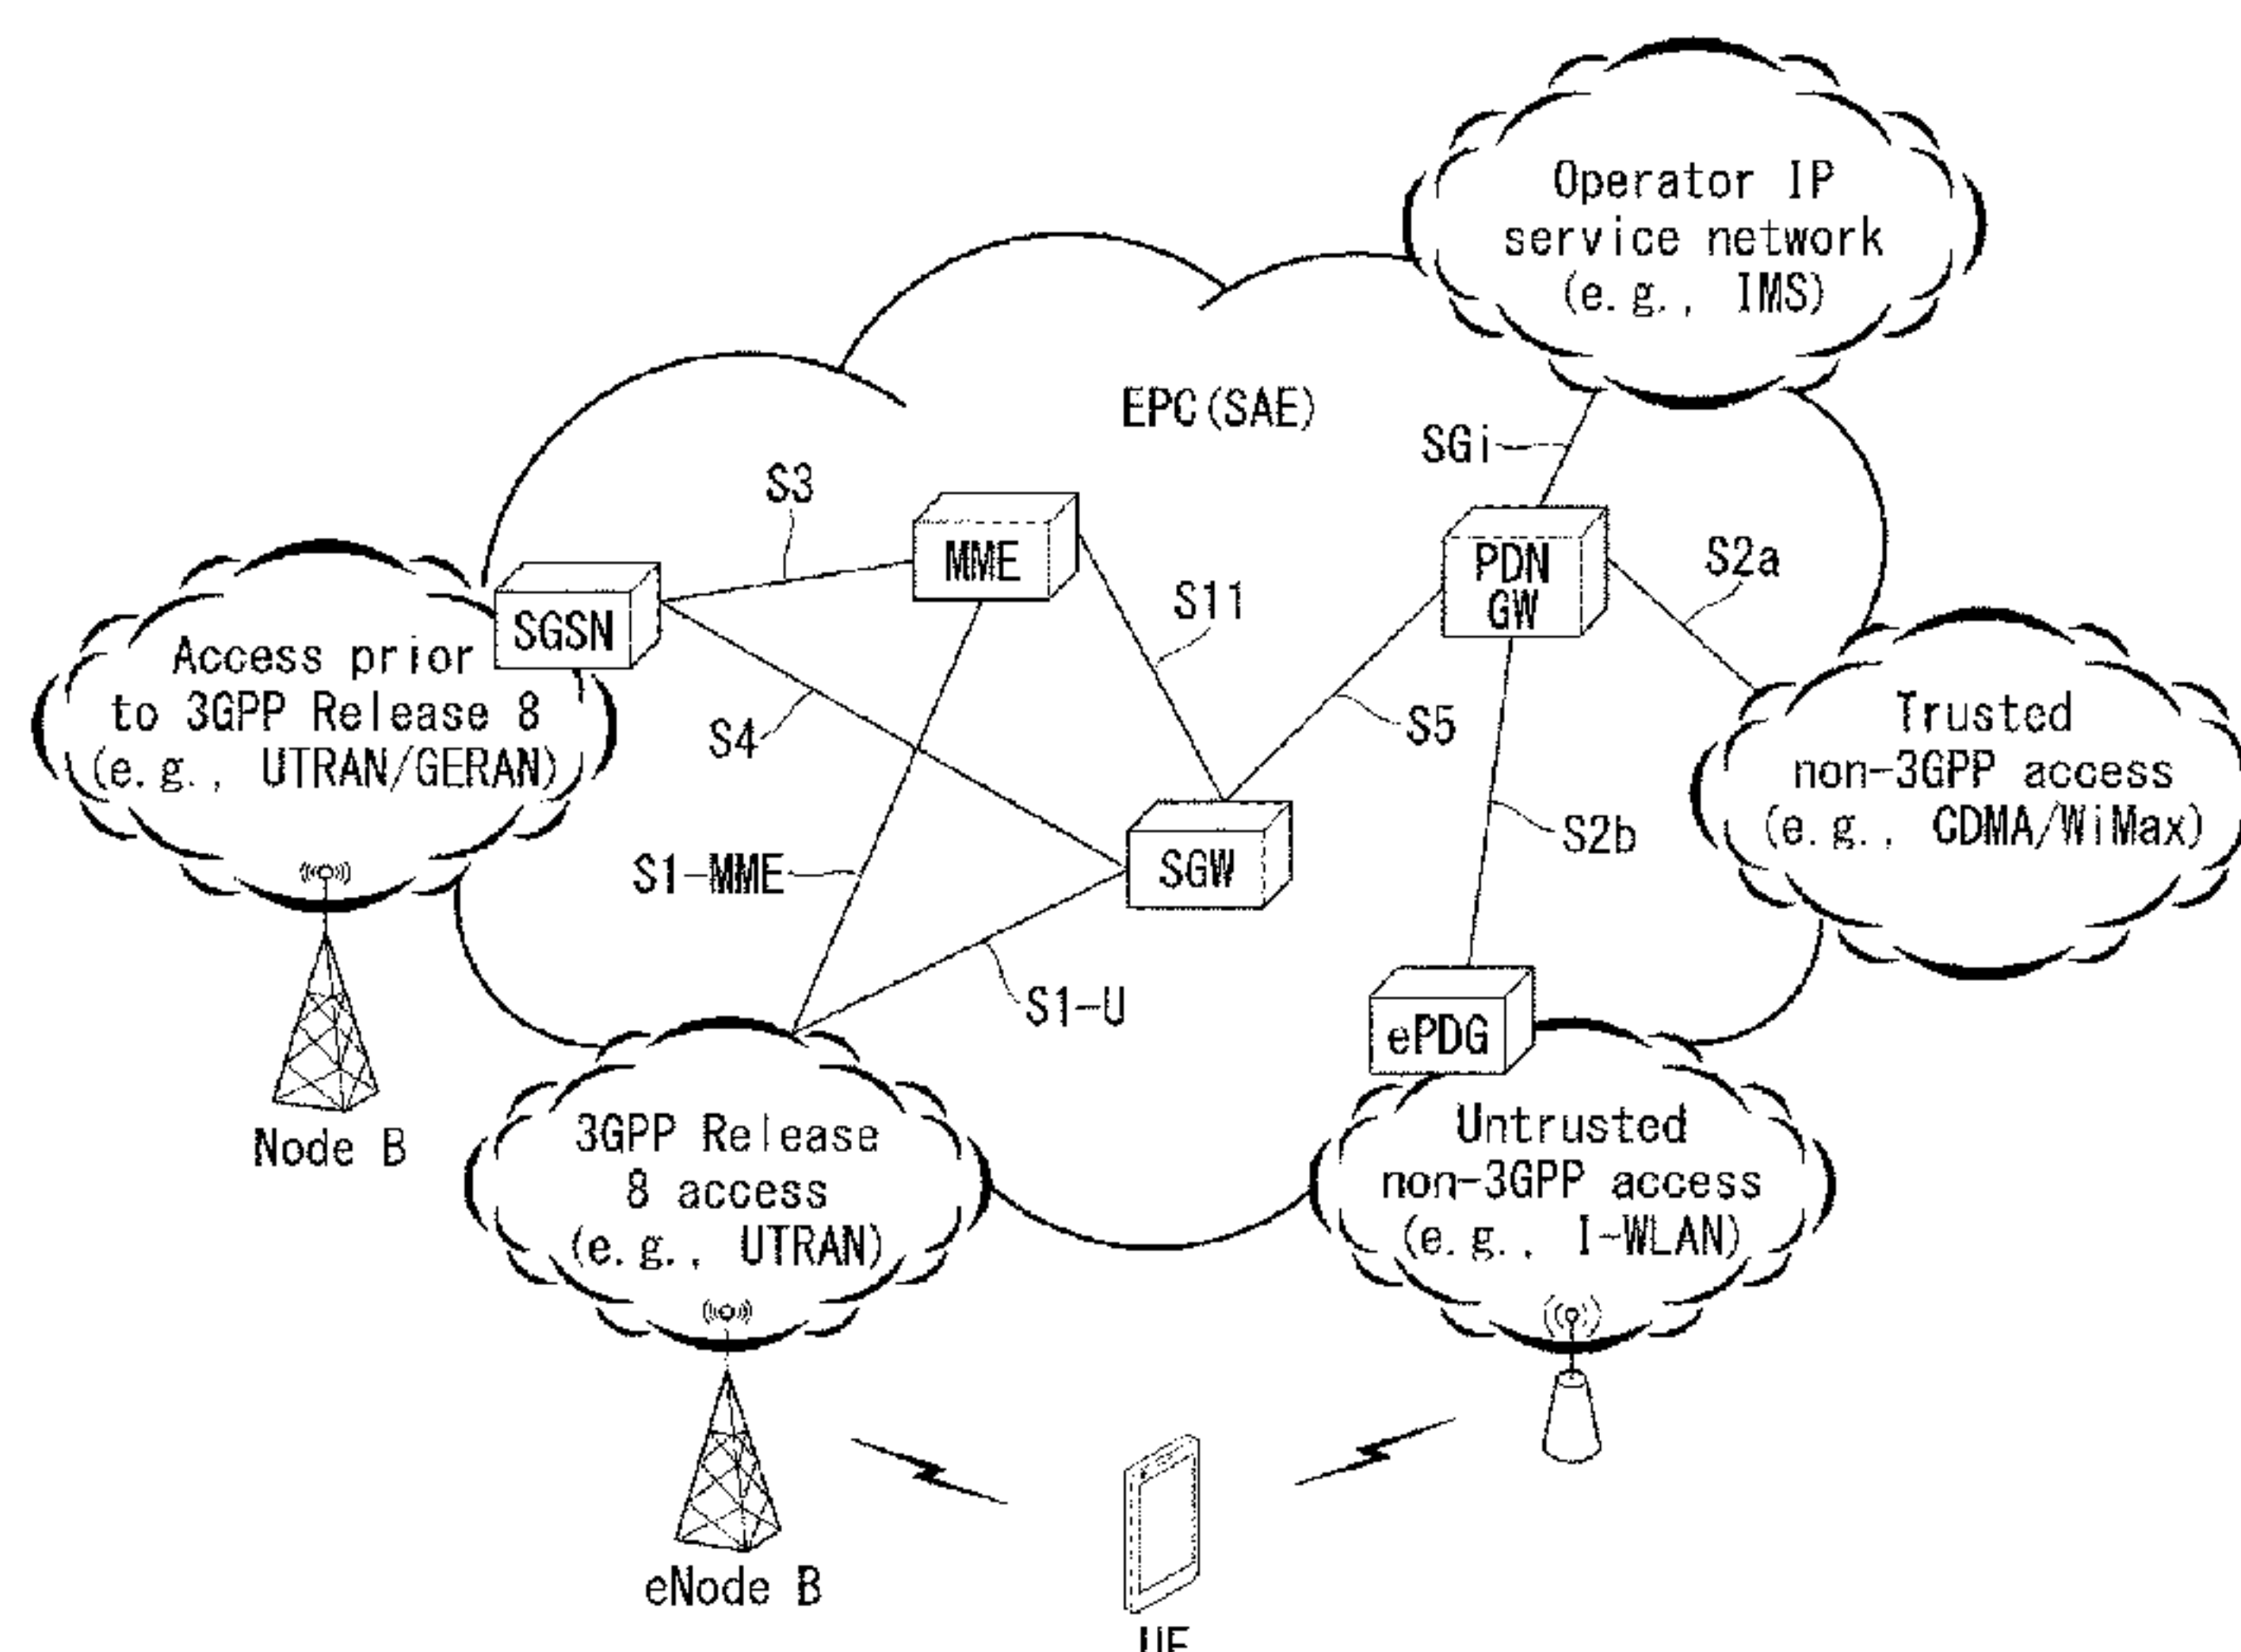 Operator IP
service network
(e.g., IMS)
EPC(SAE)
SGi
S3
MME
PDN
GW
S2a
SGSN
S11
Access prior
to 3GPP Release 8
(e.g., UTRAN/GERAN)
S4
S5
Trusted
non-3GPP access
(e.g., CDMA/WiMax)
S2b
S1-MME
SGW
S1-U
ePDG
Node B
3GPP Release
8 access
(e.g., UTRAN)
Untrusted
non-3GPP access
(e.g., I-WLAN)
eNode B
UE